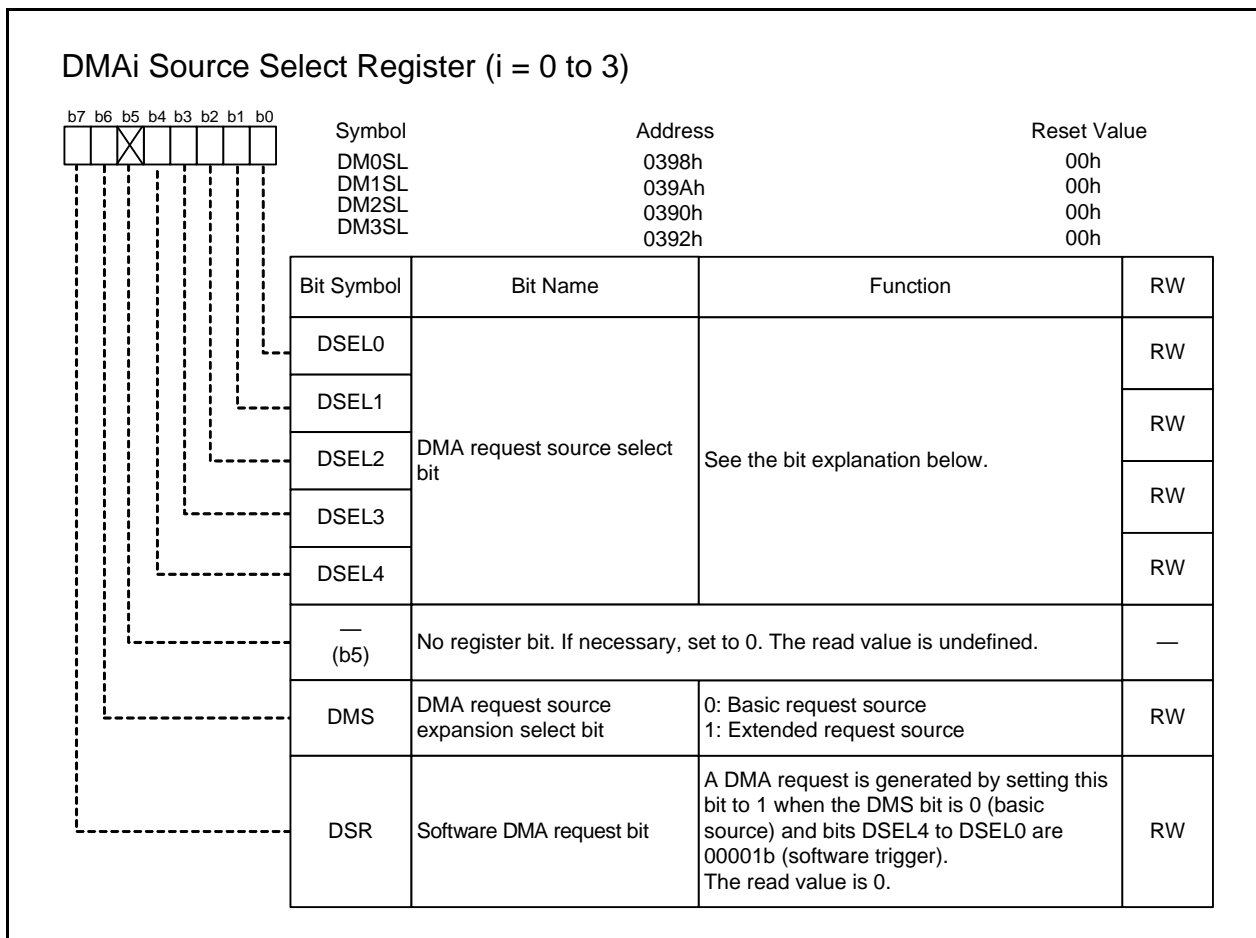 DMAi Source Select Register (i = 0 to 3)
b7 b6 b5 b4 b3 b2 b1 b0
Symbol Address Reset Value
DM0SL 0398h 00h
DM1SL 039Ah 00h
DM2SL 0390h 00h
DM3SL 0392h 00h
Bit Symbol Bit Name Function RW
DSEL0 RW
DSEL1 RW
DSEL2 DMA request source select
bit See the bit explanation below.
DSEL3 RW
DSEL4 RW
—
(b5) No register bit. If necessary, set to 0. The read value is undefined. —
DMS DMA request source
expansion select bit 0: Basic request source
1: Extended request source RW
DSR Software DMA request bit A DMA request is generated by setting this
bit to 1 when the DMS bit is 0 (basic
source) and bits DSEL4 to DSEL0 are
00001b (software trigger).
The read value is 0. RW